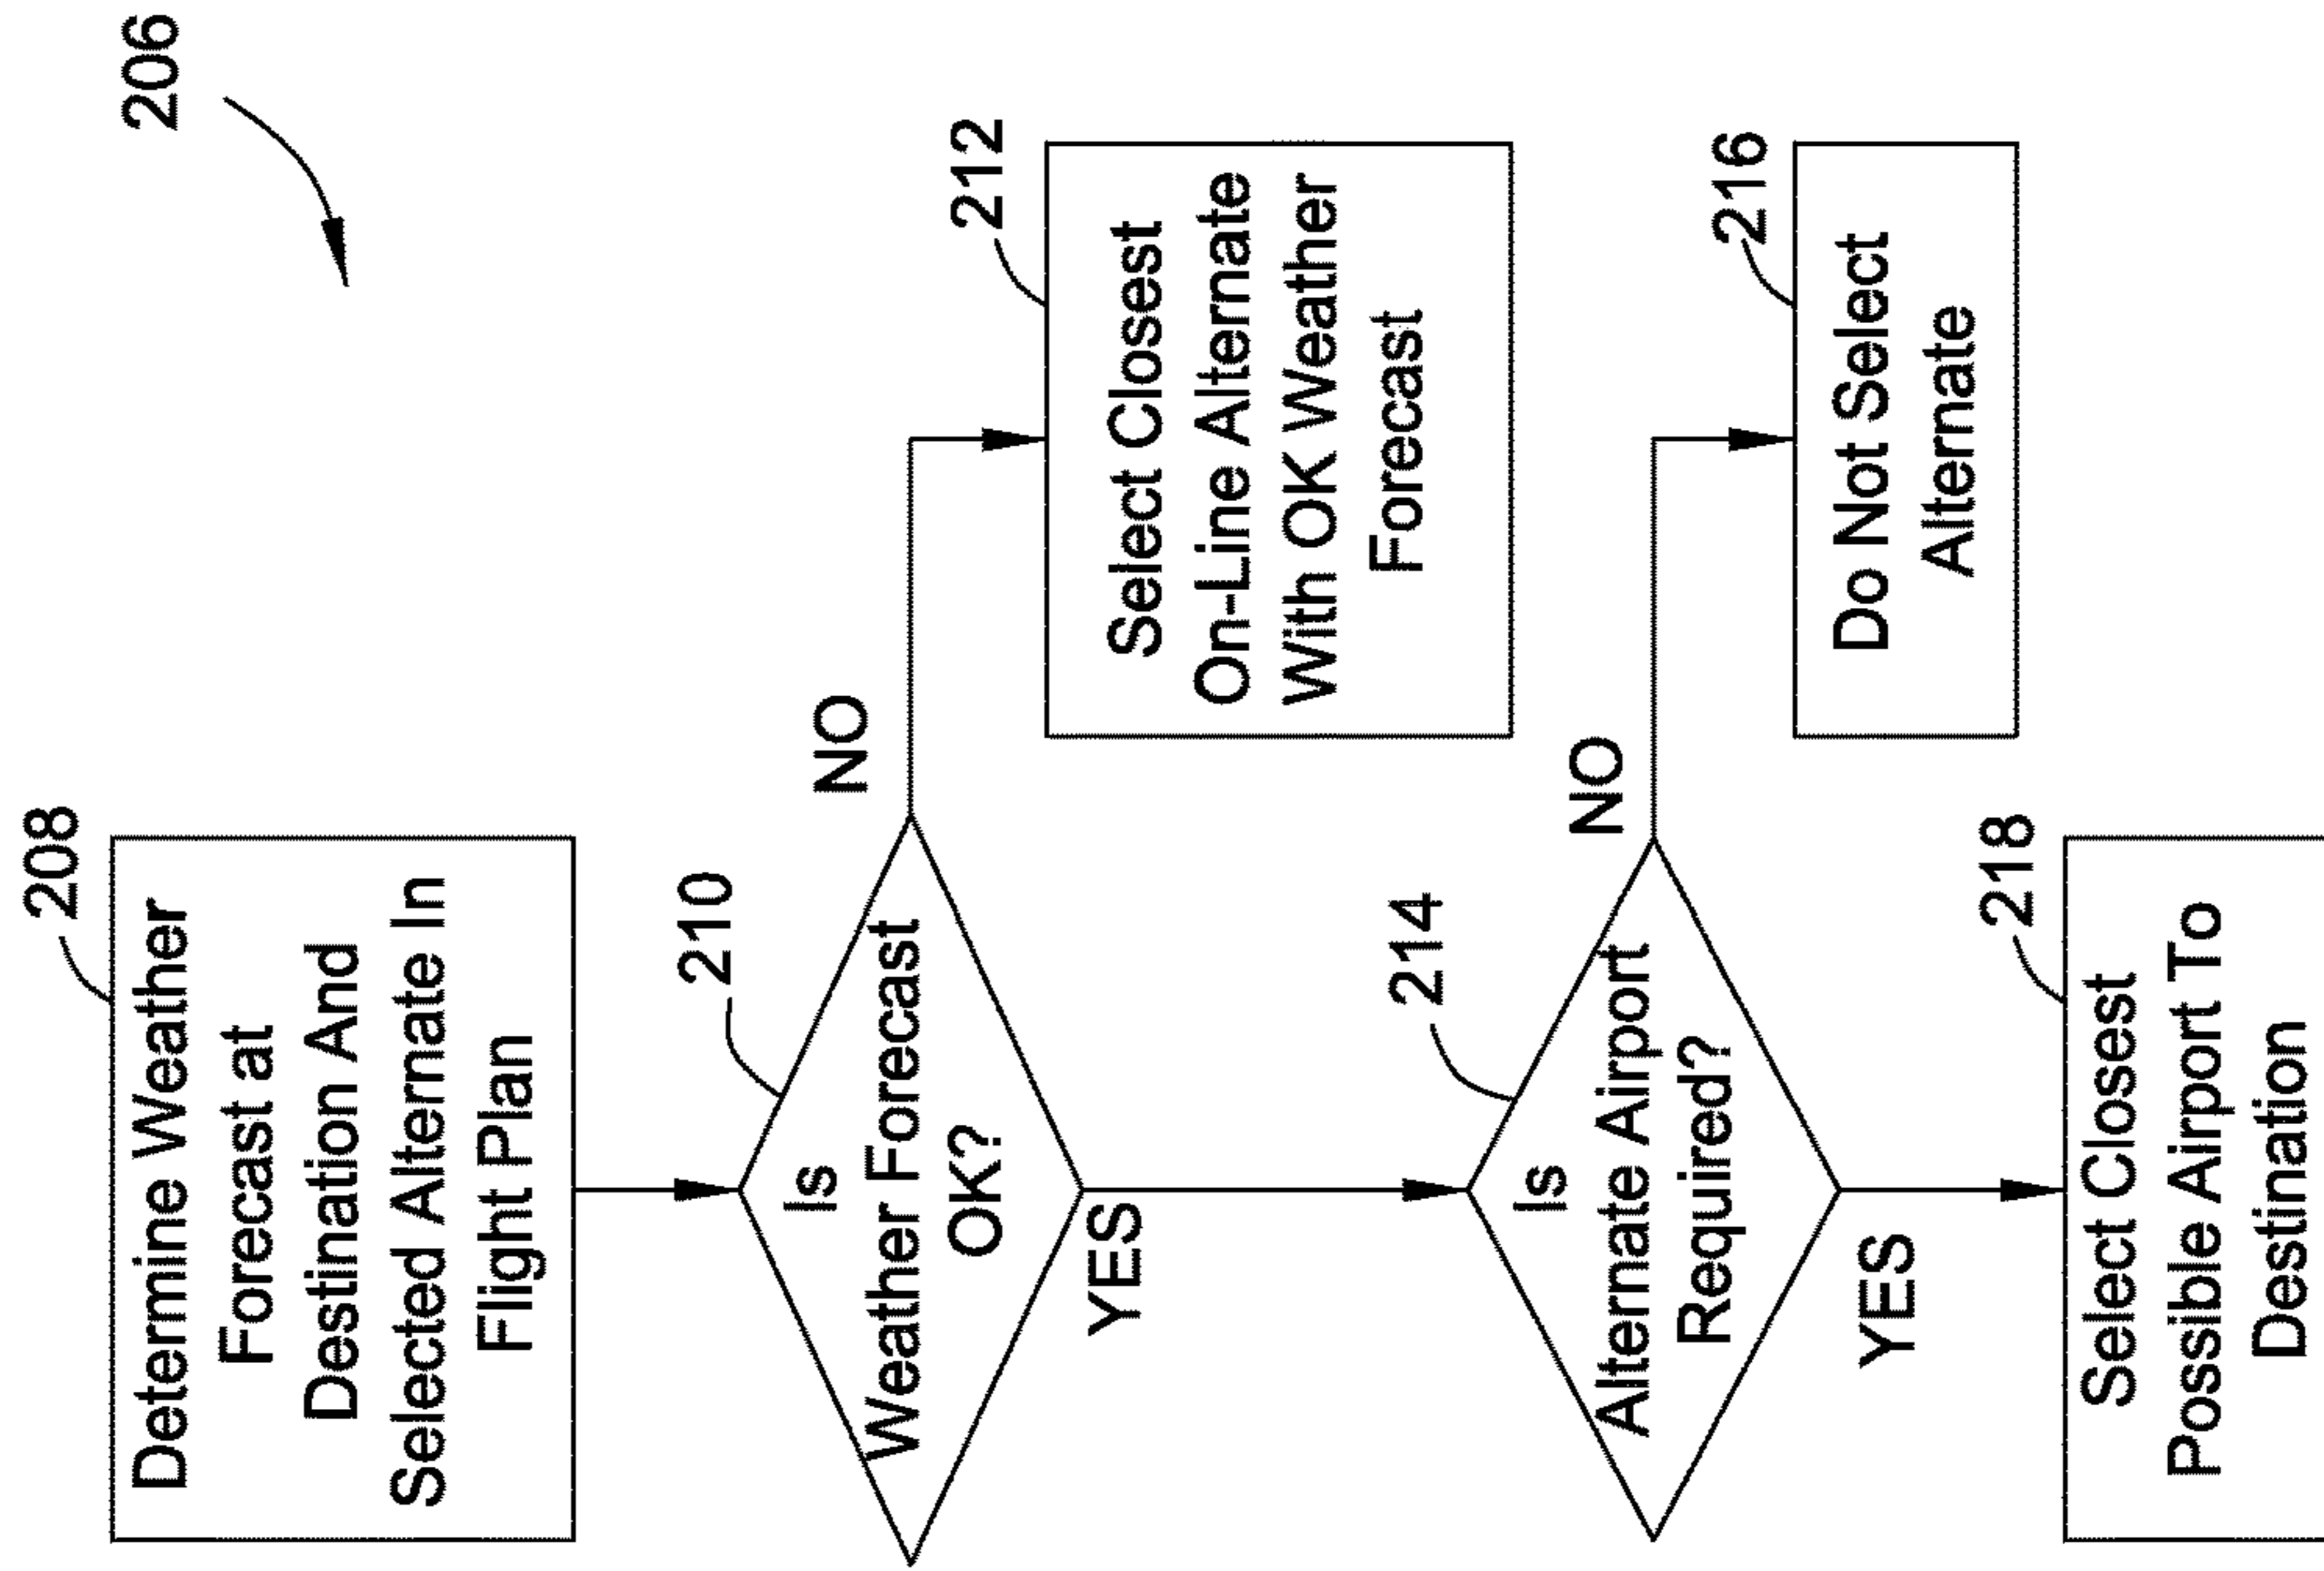 206
208
Determine Weather
Forecast at
Destination And
Selected Alternate In
Flight Plan
210
Is
Weather Forecast
OK?
NO
YES
212
Select Closest
On-Line Alternate
With OK Weather
Forecast
214
Is
Alternate Airport
Required?
NO
YES
216
Do Not Select
Alternate
218
Select Closest
Possible Airport To
Destination